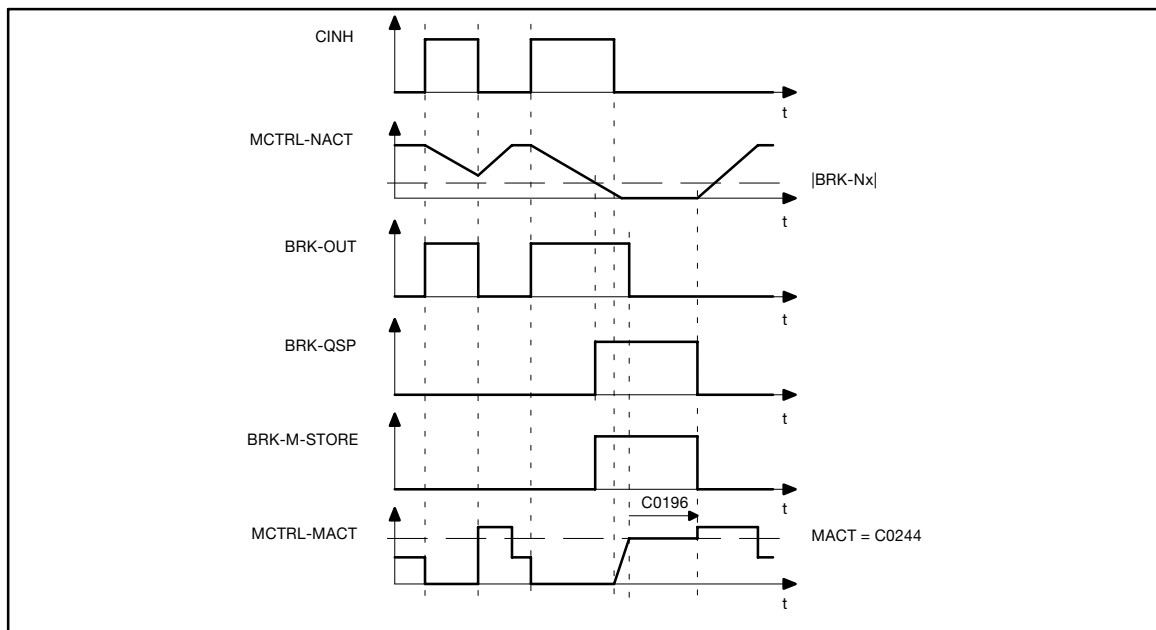 CINH
t
MCTRL-NACT
|BRK-Nx|
t
BRK-OUT
t
BRK-QSP
t
BRK-M-STORE
t
C0196
MCTRL-MACT
MACT = C0244
t